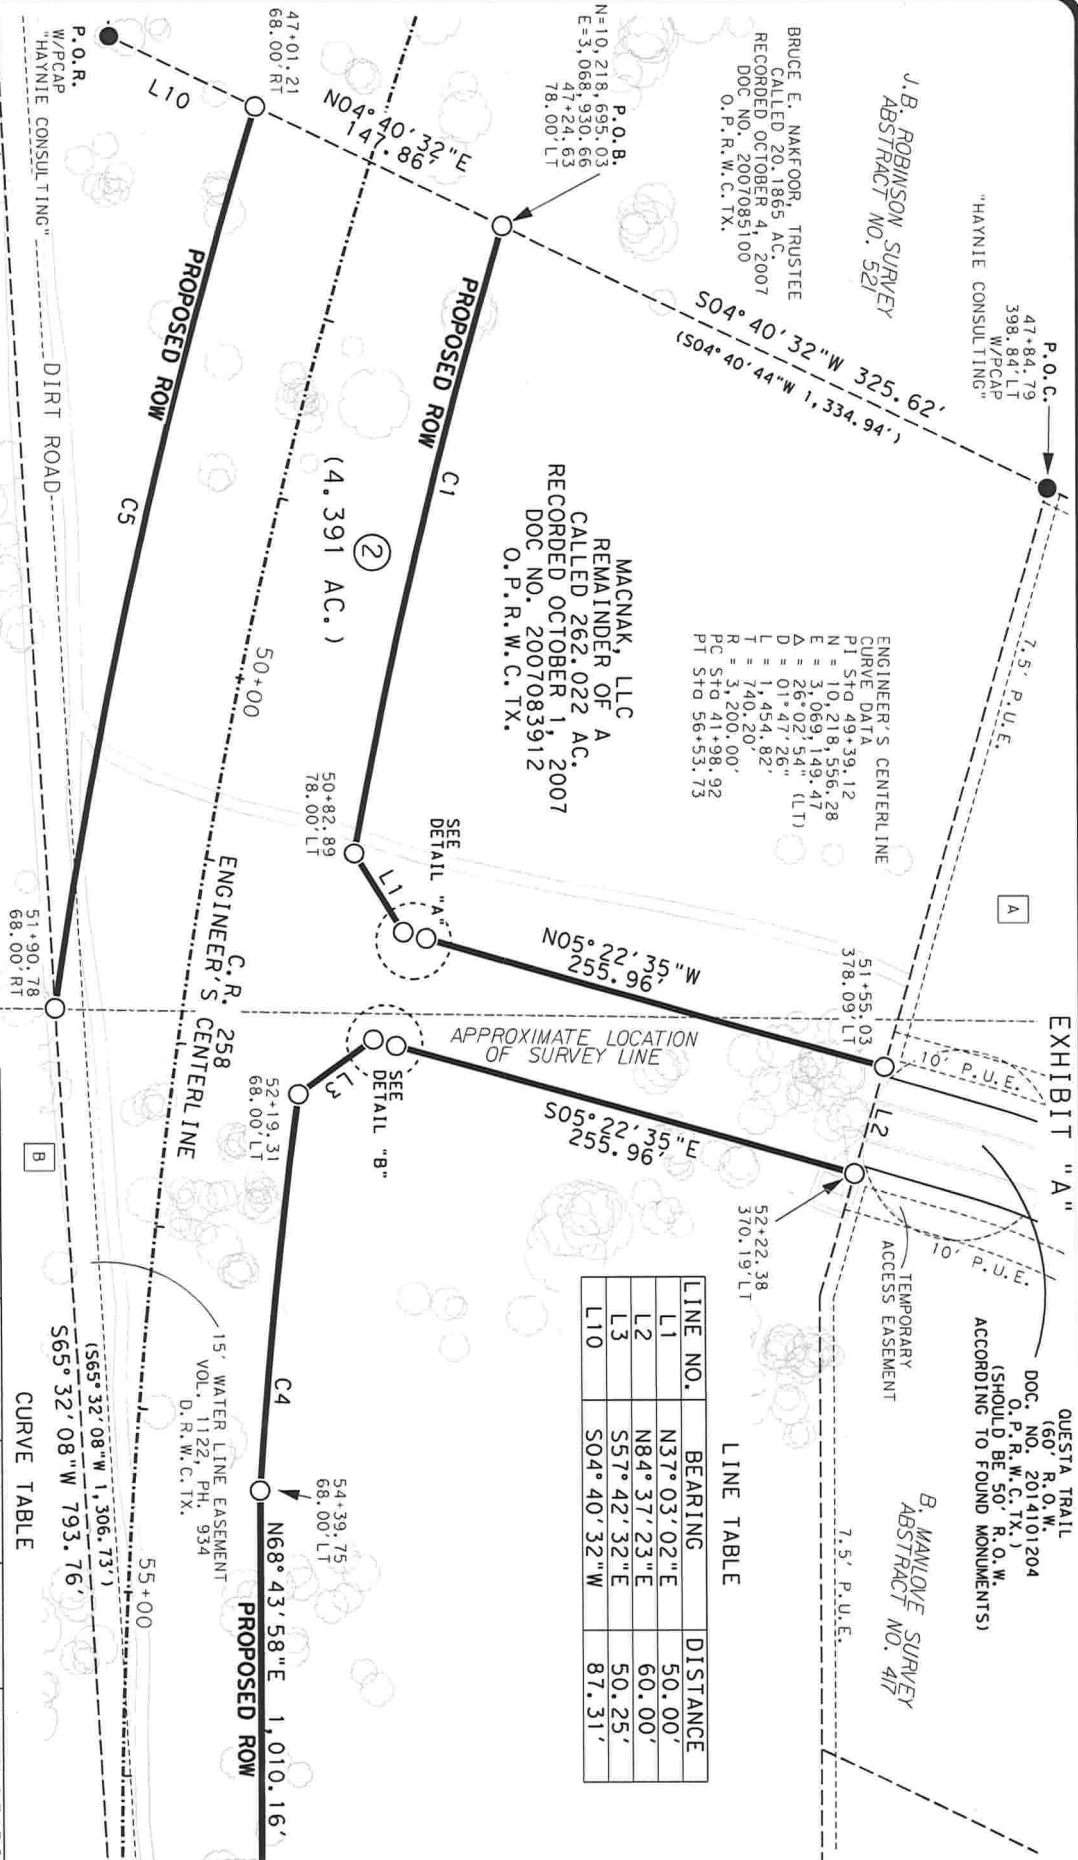 EXHIBIT "A"
QUESTA TRAIL
(60' R.O.W.
DOC. NO. 2014101204
O.P.R.W.C.TX.)
(SHOULD BE 50' R.O.W.
ACCORDING TO FOUND MONUMENTS)
B. MANLOVE SURVEY
ABSTRACT NO. 417
P.O.C.
47+84.79
398.84'LT
W/PCAP
"HAYNIE CONSULTING"
J.B. ROBINSON SURVEY
ABSTRACT NO. 521
BRUCE E. NAKFOOR, TRUSTEE
CALLED 20.1865 AC.
RECORDED OCTOBER 4, 2007
DOC NO. 2007085100
O.P.R.W.C.TX.
P.O.B.
N=10,218,695.03
E=3,068,930.66
47+24.63
78.00'LT
S04°40'32"W 325.62'
(S04°40'44"W 1,334.94')
7.5' P.U.E.
A
ENGINEER'S CENTERLINE
CURVE DATA
PI Sta 49+39.12
N = 10,218,556.28
E = 3,069,149.47
Δ = 26°02'54" (LT)
D = 01°47'26"
L = 1,454.82'
T = 740.20'
R = 3,200.00'
PC Sta 41+98.92
PT Sta 56+53.73
51+55.03
378.09'LT
10' P.U.E.
L2
10' P.U.E.
TEMPORARY
ACCESS EASEMENT
52+22.38
370.19'LT
7.5' P.U.E.
MACNAK, LLC
REMAINDER OF A
CALLED 262.022 AC.
RECORDED OCTOBER 1, 2007
DOC NO. 2007083912
O.P.R.W.C.TX.
N05°22'35"W
255.96'
APPROXIMATE LOCATION
OF SURVEY LINE
S05°22'35"E
255.96'
LINE TABLE
LINE NO. BEARING DISTANCE
L1 N37°03'02"E 50.00'
L2 N84°37'23"E 60.00'
L3 S57°42'32"E 50.25'
L10 S04°40'32"W 87.31'
PROPOSED ROW
C1
2
(4.391 AC.)
SEE
DETAIL "A"
L1
50+82.89
78.00'LT
SEE
DETAIL "B"
L3
52+19.31
68.00'LT
C4
54+39.75
68.00'LT
N68°43'58"E 1,010.16'
PROPOSED ROW
N04°40'32"E
147.86'
47+01.21
68.00'RT
L10
P.O.R.
W/PCAP
"HAYNIE CONSULTING"
50+00
C.R. 258
ENGINEER'S CENTERLINE
55+00
PROPOSED ROW
C5
DIRT ROAD
51+90.78
68.00'RT
B
15' WATER LINE EASEMENT
VOL. 1122, PH. 934
D.R.W.C.TX.
(S65°32'08"W 1,306.73')
S65°32'08"W 793.76'
CURVE TABLE